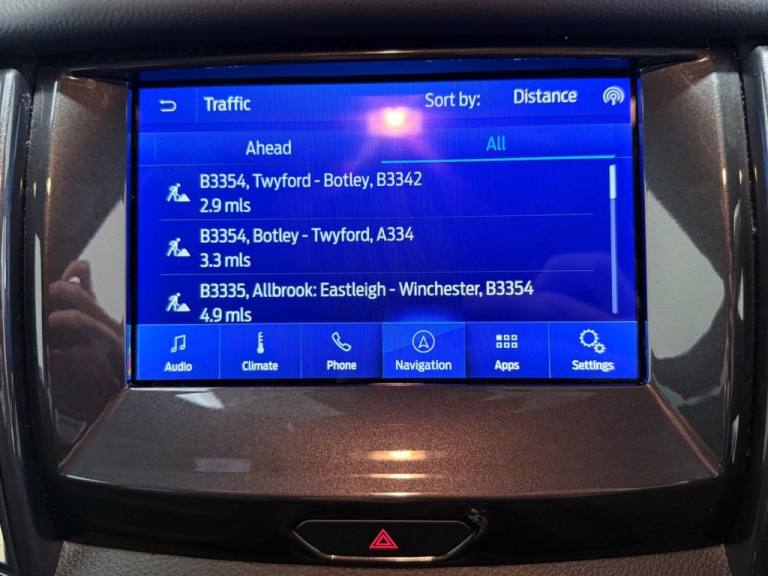 Traffic Sort by: Distance
Ahead All
B3354, Twyford - Botley, B3342
2.9 mls
B3354, Botley - Twyford, A334
3.3 mls
B3335, Allbrook: Eastleigh - Winchester, B3354
4.9 mls
Audio Climate Phone Navigation Apps Settings